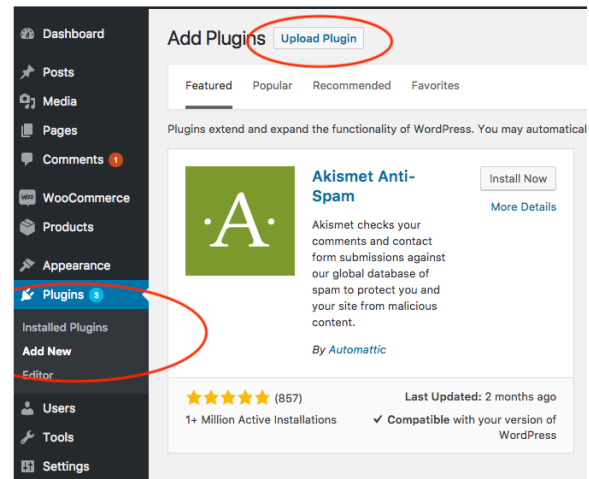 Dashboard
Posts
Media
Pages
Comments 1
WooCommerce
Products
Appearance
Plugins 3
Installed Plugins
Add New
Editor
Users
Tools
Settings
Add Plugins Upload Plugin
Featured Popular Recommended Favorites
Plugins extend and expand the functionality of WordPress. You may automatical
·A·
Akismet Anti-
Spam
Install Now
More Details
Akismet checks your
comments and contact
form submissions against
our global database of
spam to protect you and
your site from malicious
content.
By Automattic
(857)
1+ Million Active Installations
Last Updated: 2 months ago
✓ Compatible with your version of
WordPress